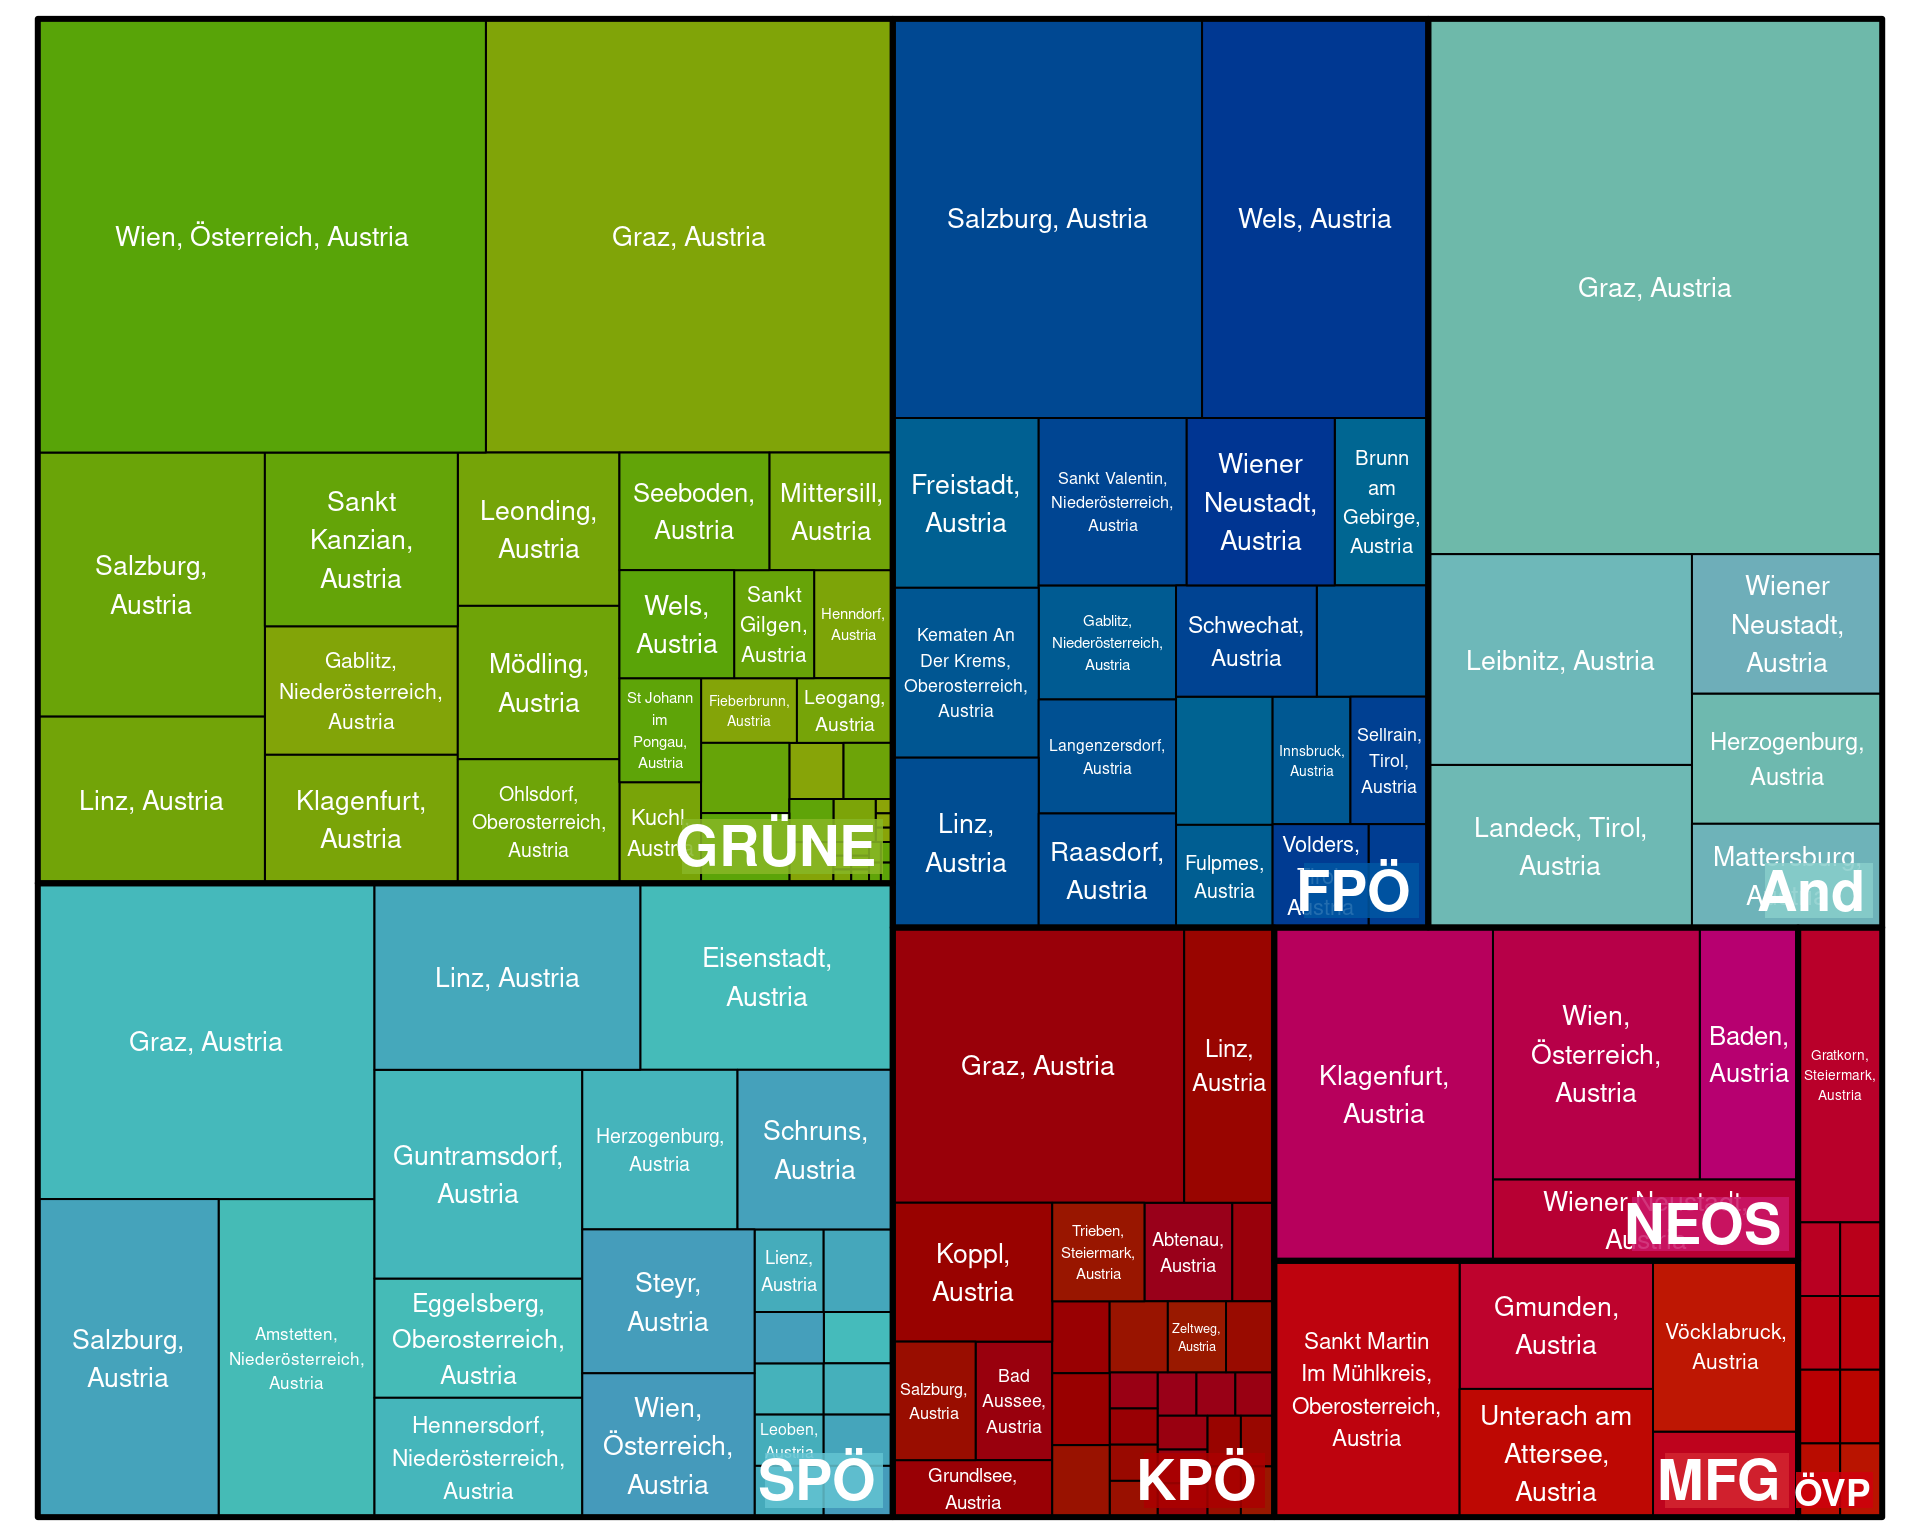 Wien, Österreich, Austria
Graz, Austria
Salzburg,
Austria
Sankt
Kanzian,
Austria
Leonding,
Austria
Seeboden,
Austria
Mittersill,
Austria
Wels,
Austria
Sankt
Gilgen,
Austria
Henndorf,
Austria
Gablitz,
Niederösterreich,
Austria
Mödling,
Austria
St Johann
im
Pongau,
Austria
Fieberbrunn,
Austria
Leogang,
Austria
Linz, Austria
Klagenfurt,
Austria
Ohlsdorf,
Oberosterreich,
Austria
Kuchl,
Austria
GRÜNE
Salzburg, Austria
Wels, Austria
Freistadt,
Austria
Sankt Valentin,
Niederösterreich,
Austria
Wiener
Neustadt,
Austria
Brunn
am
Gebirge,
Austria
Kematen An
Der Krems,
Oberosterreich,
Austria
Gablitz,
Niederösterreich,
Austria
Schwechat,
Austria
Langenzersdorf,
Austria
Innsbruck,
Austria
Sellrain,
Tirol,
Austria
Linz,
Austria
Raasdorf,
Austria
Fulpmes,
Austria
Volders,
Tirol,
Austria
FPÖ
Graz, Austria
Leibnitz, Austria
Wiener
Neustadt,
Austria
Herzogenburg,
Austria
Landeck, Tirol,
Austria
Mattersburg,
Austria
And
Graz, Austria
Linz, Austria
Eisenstadt,
Austria
Guntramsdorf,
Austria
Herzogenburg,
Austria
Schruns,
Austria
Salzburg,
Austria
Amstetten,
Niederösterreich,
Austria
Eggelsberg,
Oberosterreich,
Austria
Steyr,
Austria
Lienz,
Austria
Hennersdorf,
Niederösterreich,
Austria
Wien,
Österreich,
Austria
Leoben,
Austria
SPÖ
Graz, Austria
Linz,
Austria
Koppl,
Austria
Trieben,
Steiermark,
Austria
Abtenau,
Austria
Zeltweg,
Austria
Salzburg,
Austria
Bad
Aussee,
Austria
Grundlsee,
Austria
KPÖ
Klagenfurt,
Austria
Wien,
Österreich,
Austria
Baden,
Austria
Wiener Neustadt,
Austria
NEOS
Sankt Martin
Im Mühlkreis,
Oberosterreich,
Austria
Gmunden,
Austria
Vöcklabruck,
Austria
Unterach am
Attersee,
Austria
MFG
Gratkorn,
Steiermark,
Austria
ÖVP